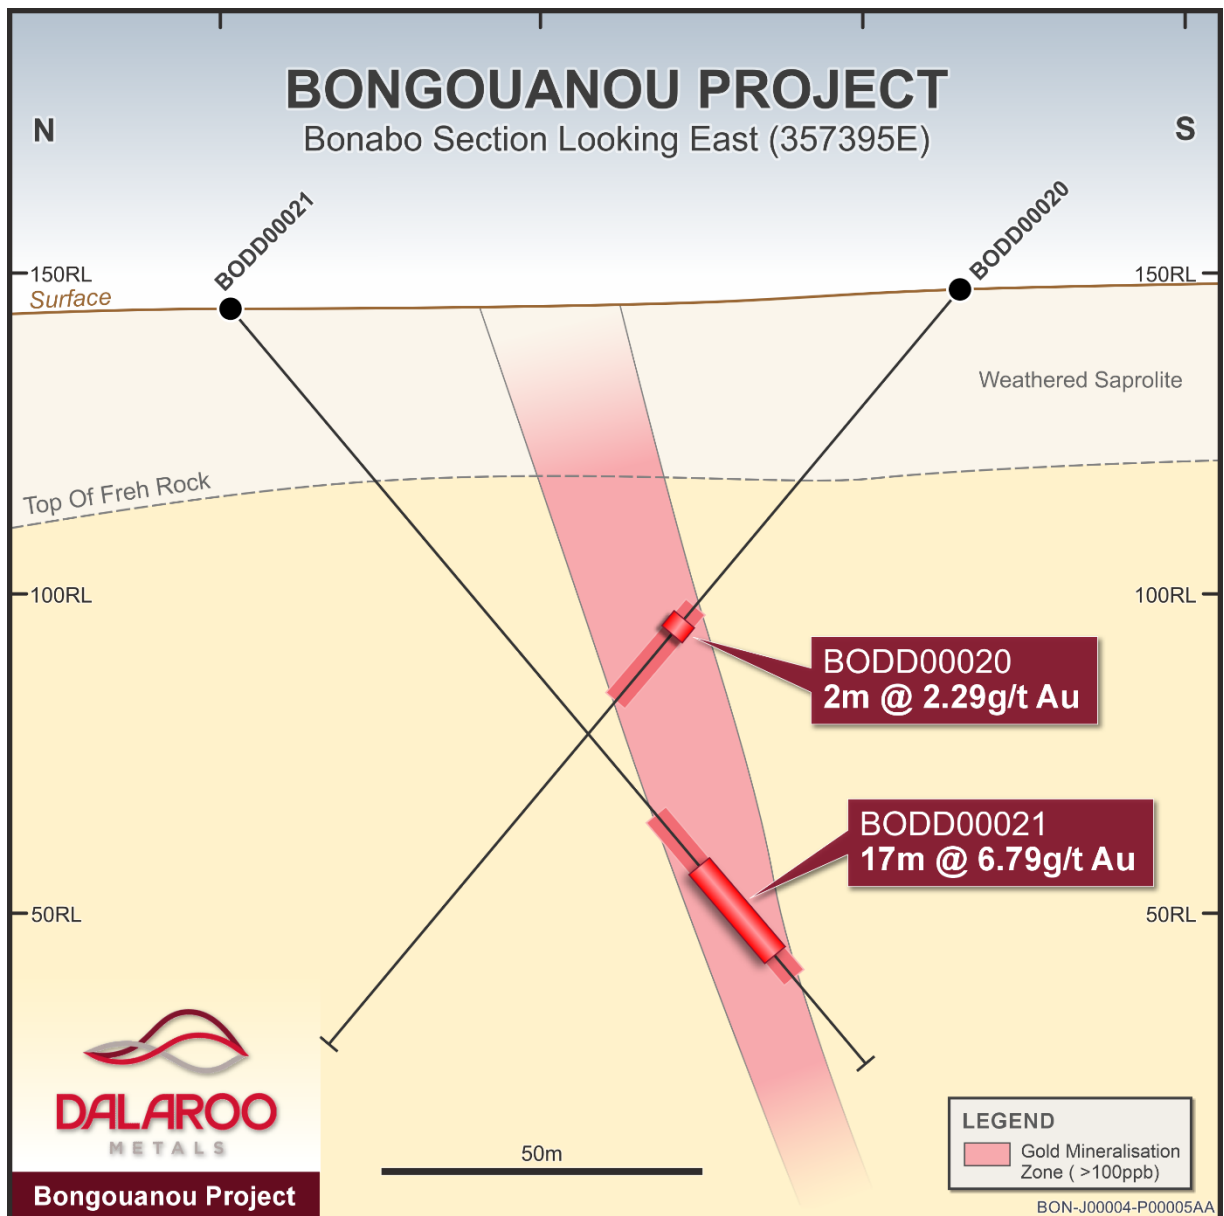 BONGOUANOU PROJECT
Bonabo Section Looking East (357395E)
N
S
BODD00021
BODD00020
150RL
150RL
Surface
Weathered Saprolite
Top Of Freh Rock
100RL
100RL
BODD00020
2m @ 2.29g/t Au
BODD00021
17m @ 6.79g/t Au
50RL
50RL
DALAROO
METALS
Bongouanou Project
50m
LEGEND
Gold Mineralisation
Zone ( >100ppb)
BON-J00004-P00005AA